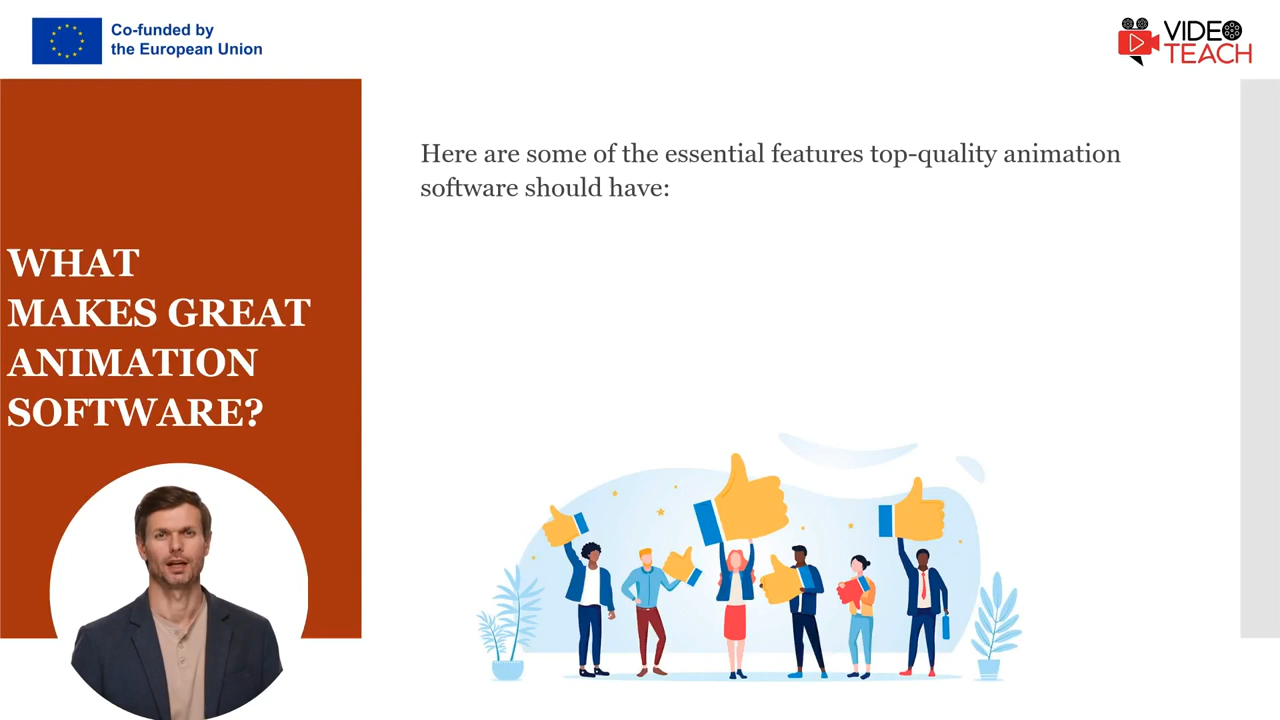 Co-funded by
the European Union
VIDEO
TEACH
WHAT
MAKES GREAT
ANIMATION
SOFTWARE?
Here are some of the essential features top-quality animation
software should have: